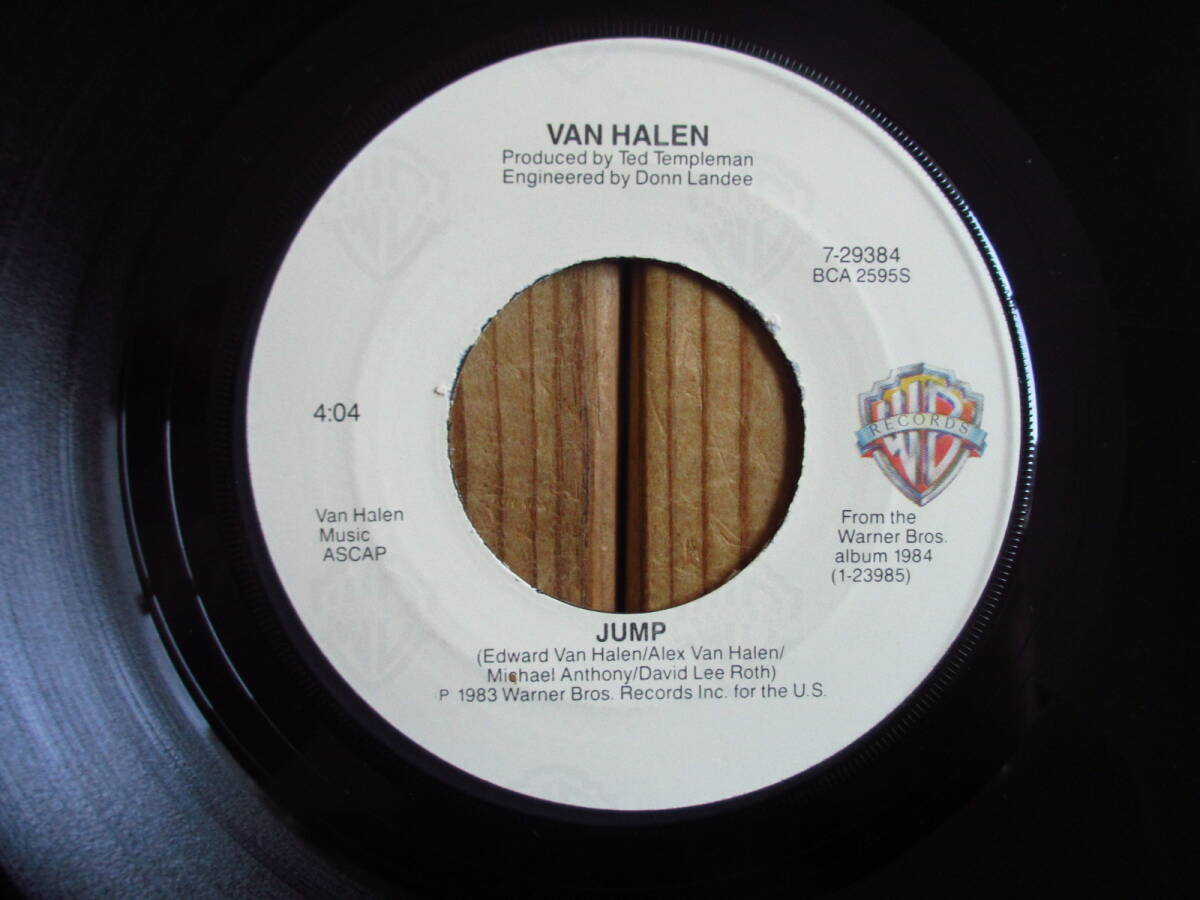 VAN HALEN
Produced by Ted Templeman
Engineered by Donn Landee
7-29384
BCA 2595S
4:04
WB
RECORDS
Van Halen
Music
ASCAP
From the
Warner Bros.
album 1984
(1-23985)
JUMP
(Edward Van Halen/Alex Van Halen/
Michael Anthony/David Lee Roth)
℗ 1983 Warner Bros. Records Inc. for the U.S.